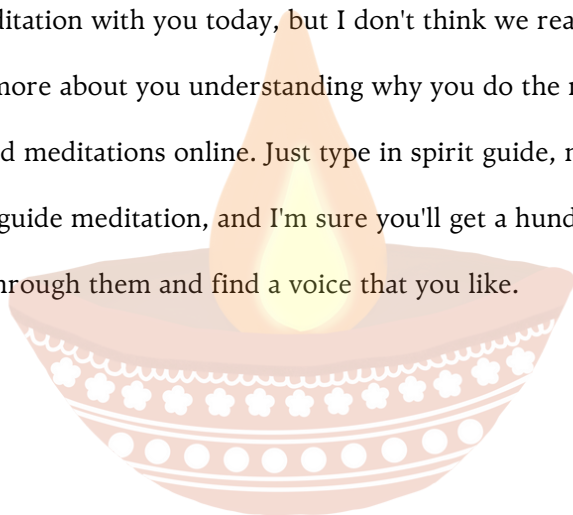 ditation with you today, but I don't think we rea
more about you understanding why you do the
d meditations online. Just type in spirit guide,
guide meditation, and I'm sure you'll get a hund
hrough them and find a voice that you like.